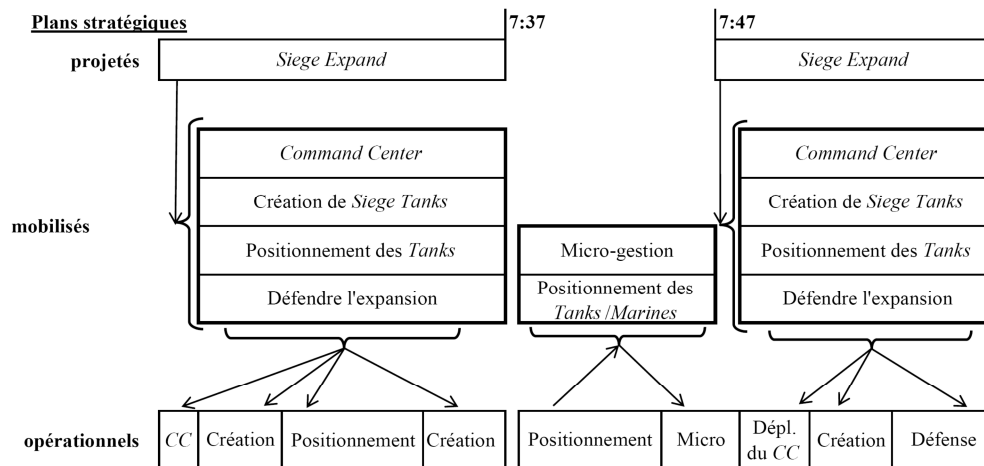 Plans stratégiques
7:37
7:47
projetés
Siege Expand
Siege Expand
mobilisés
Command Center
Création de Siege Tanks
Positionnement des Tanks
Défendre l'expansion
Micro-gestion
Positionnement des
Tanks /Marines
Command Center
Création de Siege Tanks
Positionnement des Tanks
Défendre l'expansion
opérationnels
CC
Création
Positionnement
Création
Positionnement
Micro
Dépl.
du CC
Création
Défense